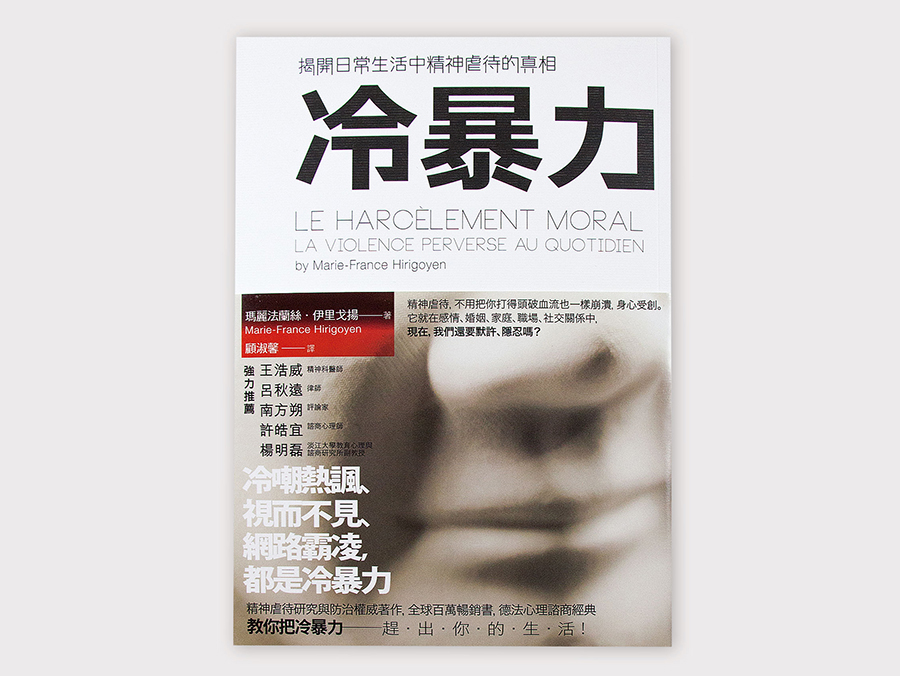 揭開日常生活中精神虐待的真相
冷暴力
LE HARCÈLEMENT MORAL
LA VIOLENCE PERVERSE AU QUOTIDIEN
by Marie-France Hirigoyen
瑪麗法蘭絲·伊里戈揚——著
Marie-France Hirigoyen
顧淑馨——譯
精神虐待,不用把你打得頭破血流也一樣崩潰,身心受創。
它就在感情、婚姻、家庭、職場、社交關係中,
現在,我們還要默許、隱忍嗎?
強力推薦
王浩威 精神科醫師
呂秋遠 律師
南方朔 評論家
許皓宜 諮商心理師
楊明磊 淡江大學教育心理與
諮商研究所副教授
冷嘲熱諷、
視而不見、
網路霸凌,
都是冷暴力
精神虐待研究與防治權威著作,全球百萬暢銷書,德法心理諮商經典
教你把冷暴力——趕·出·你·的·生·活!